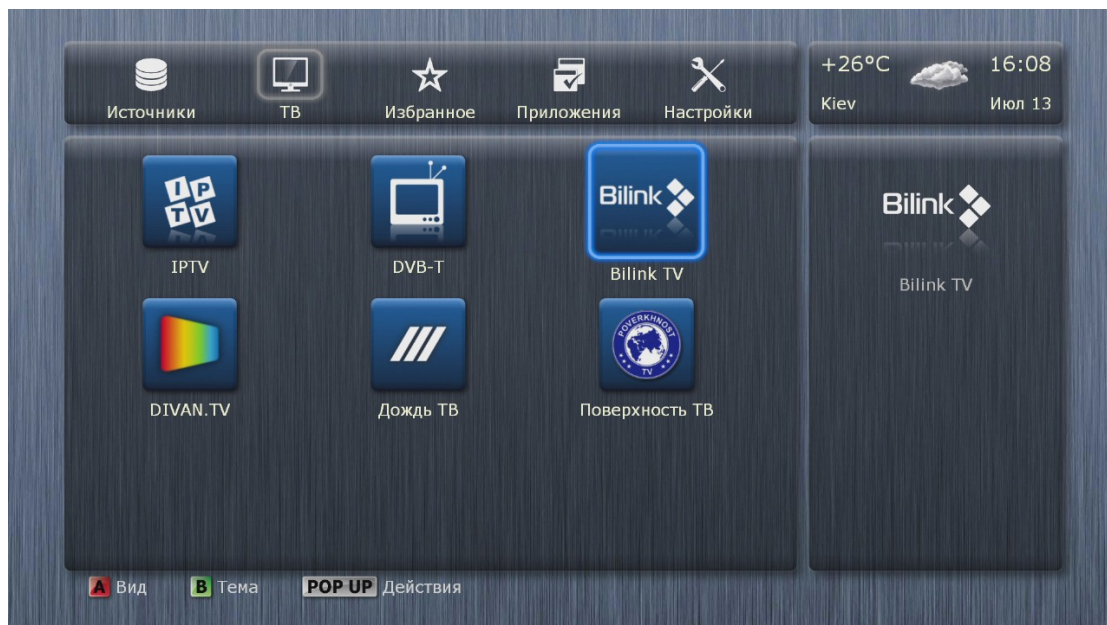 Источники
ТВ
Избранное
Приложения
Настройки
+26°C
16:08
Kiev
Июл 13
IP
TV
IPTV
DVB-T
Bilink
Bilink TV
DIVAN.TV
Дождь ТВ
POVERKHNOST
TV
Поверхность ТВ
Bilink
Bilink TV
A Вид
B Тема
POP UP Действия